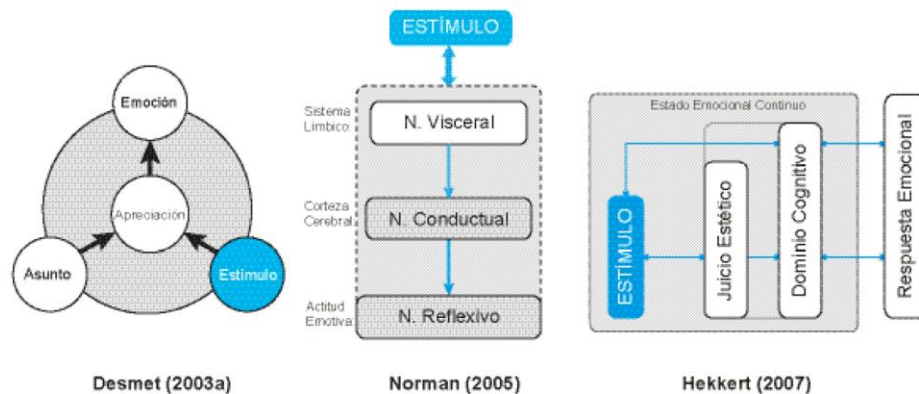 Emoción
Apreciación
Asunto
Estímulo
Desmet (2003a)
ESTÍMULO
Sistema
Límbico:
N. Visceral
Corteza
Cerebral:
N. Conductual
Actitud
Emotiva:
N. Reflexivo
Norman (2005)
Estado Emocional Continuo
ESTÍMULO
Juicio Estético
Dominio Cognitivo
Respuesta Emocional
Hekkert (2007)